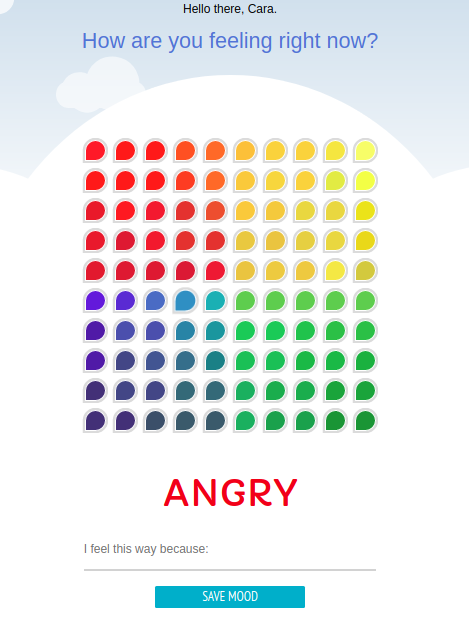 Hello there, Cara.
How are you feeling right now?
ANGRY
I feel this way because:
SAVE MOOD